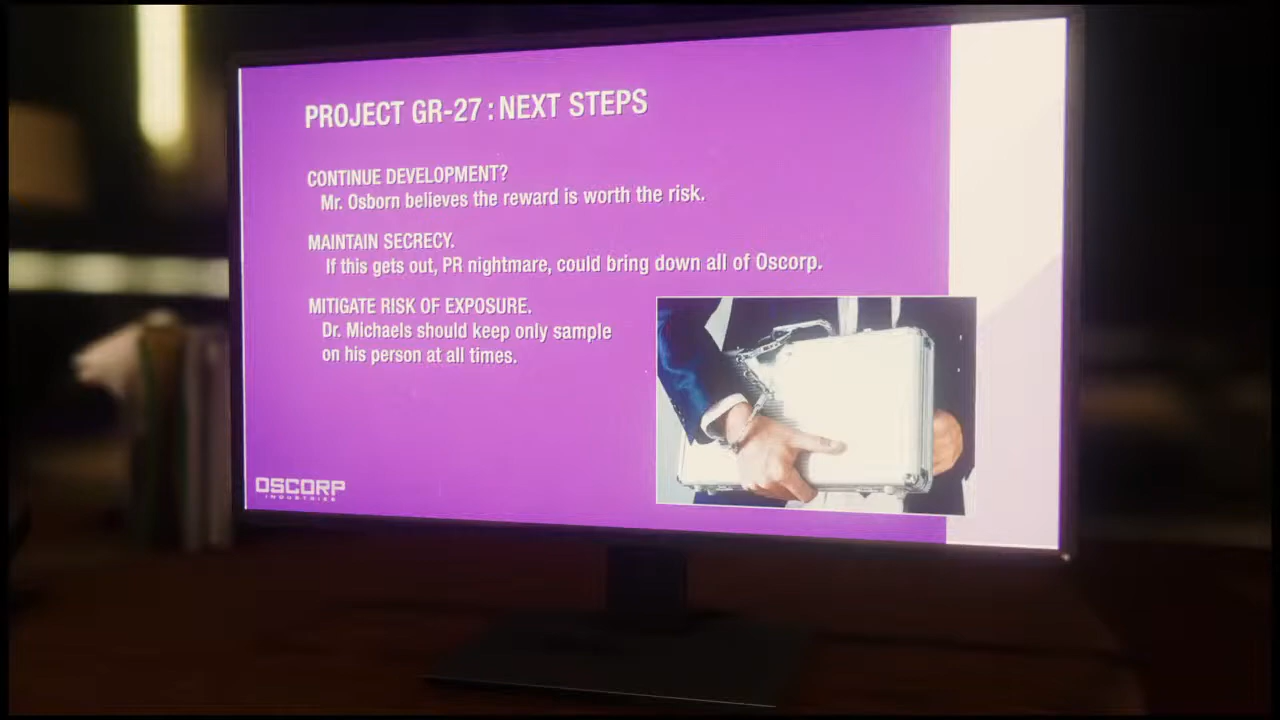 PROJECT GR-27 : NEXT STEPS
CONTINUE DEVELOPMENT?
Mr. Osborn believes the reward is worth the risk.
MAINTAIN SECRECY.
If this gets out, PR nightmare, could bring down all of Oscorp.
MITIGATE RISK OF EXPOSURE.
Dr. Michaels should keep only sample
on his person at all times.
OSCORP
INDUSTRIES